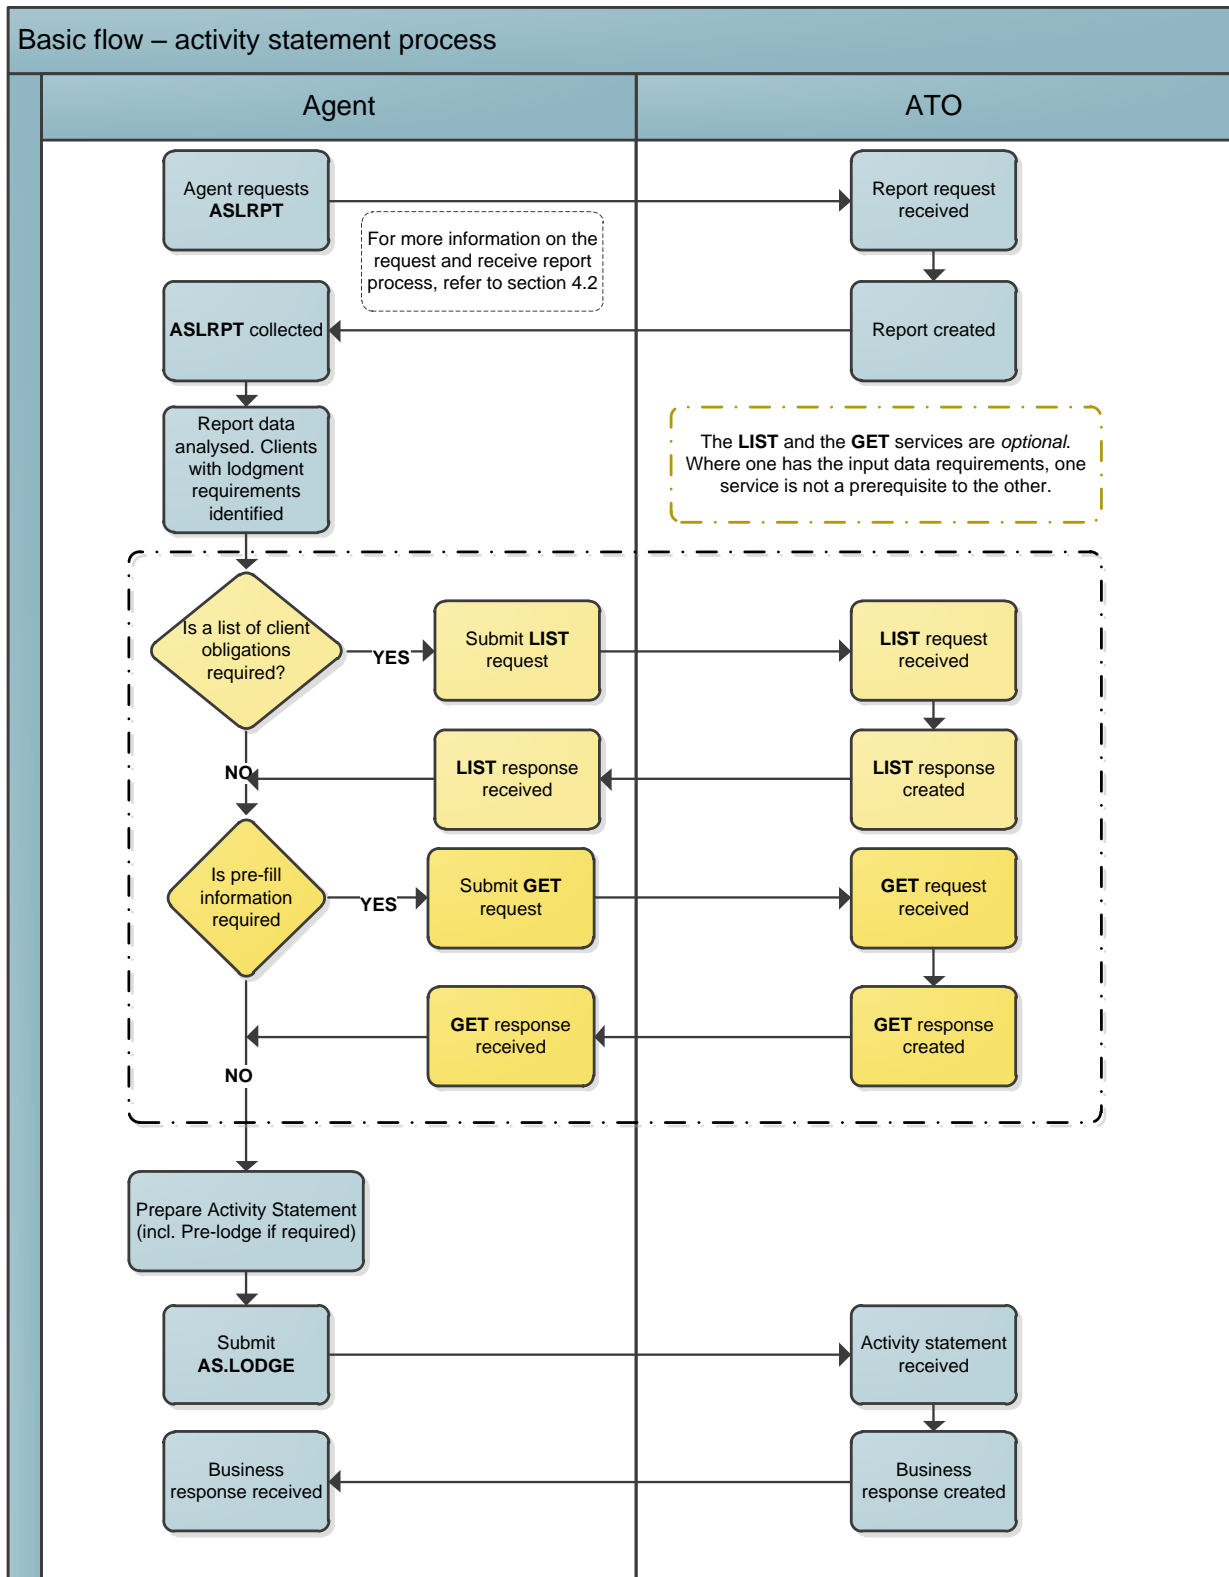 Basic flow – activity statement process
Agent
ATO
Agent requests
ASLRPT
Report request
received
For more information on the
request and receive report
process, refer to section 4.2
ASLRPT collected
Report created
Report data
analysed. Clients
with lodgment
requirements
identified
The LIST and the GET services are optional.
Where one has the input data requirements, one
service is not a prerequisite to the other.
Is a list of client
obligations
required?
YES
Submit LIST
request
LIST request
received
NO
LIST response
received
LIST response
created
Is pre-fill
information
required
YES
Submit GET
request
GET request
received
GET response
received
GET response
created
NO
Prepare Activity Statement
(incl. Pre-lodge if required)
Submit
AS.LODGE
Activity statement
received
Business
response received
Business
response created